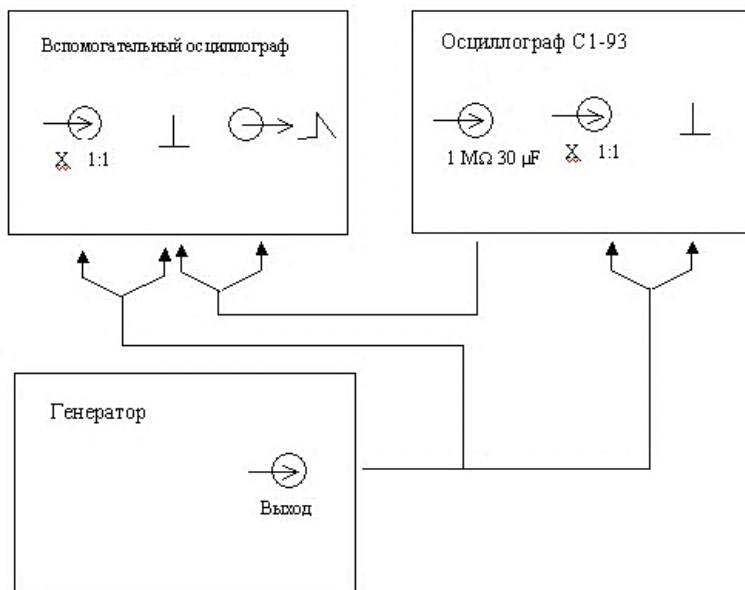 Вспомогательный осциллограф
X 1:1
Осциллограф С1-93
1 MΩ 30 μF
X 1:1
Генератор
Выход